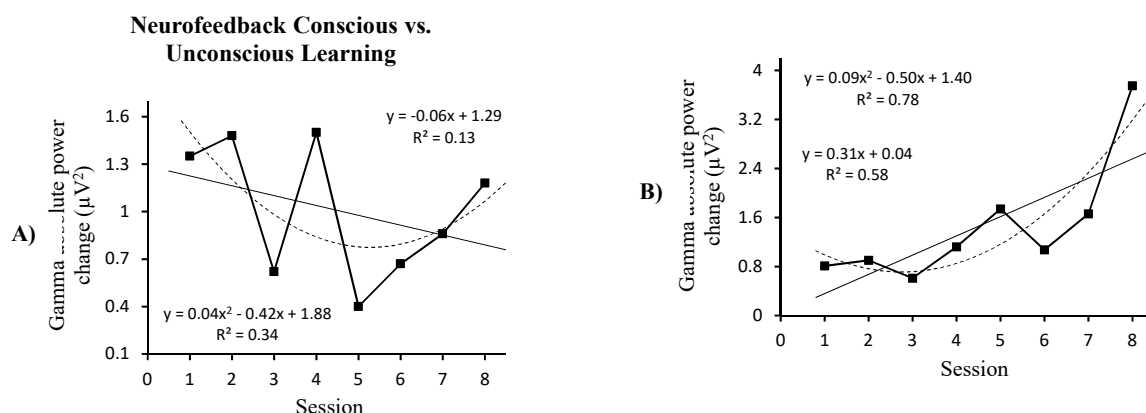 Neurofeedback Conscious vs.
Unconscious Learning
A)
Gamma absolute power
change (µV²)
1.6
1.3
1
0.7
0.4
0.1
y = -0.06x + 1.29
R² = 0.13
y = 0.04x² - 0.42x + 1.88
R² = 0.34
0 1 2 3 4 5 6 7 8
Session
B)
Gamma absolute power
change (µV²)
4
3.2
2.4
1.6
0.8
0
y = 0.09x² - 0.50x + 1.40
R² = 0.78
y = 0.31x + 0.04
R² = 0.58
0 1 2 3 4 5 6 7 8
Session